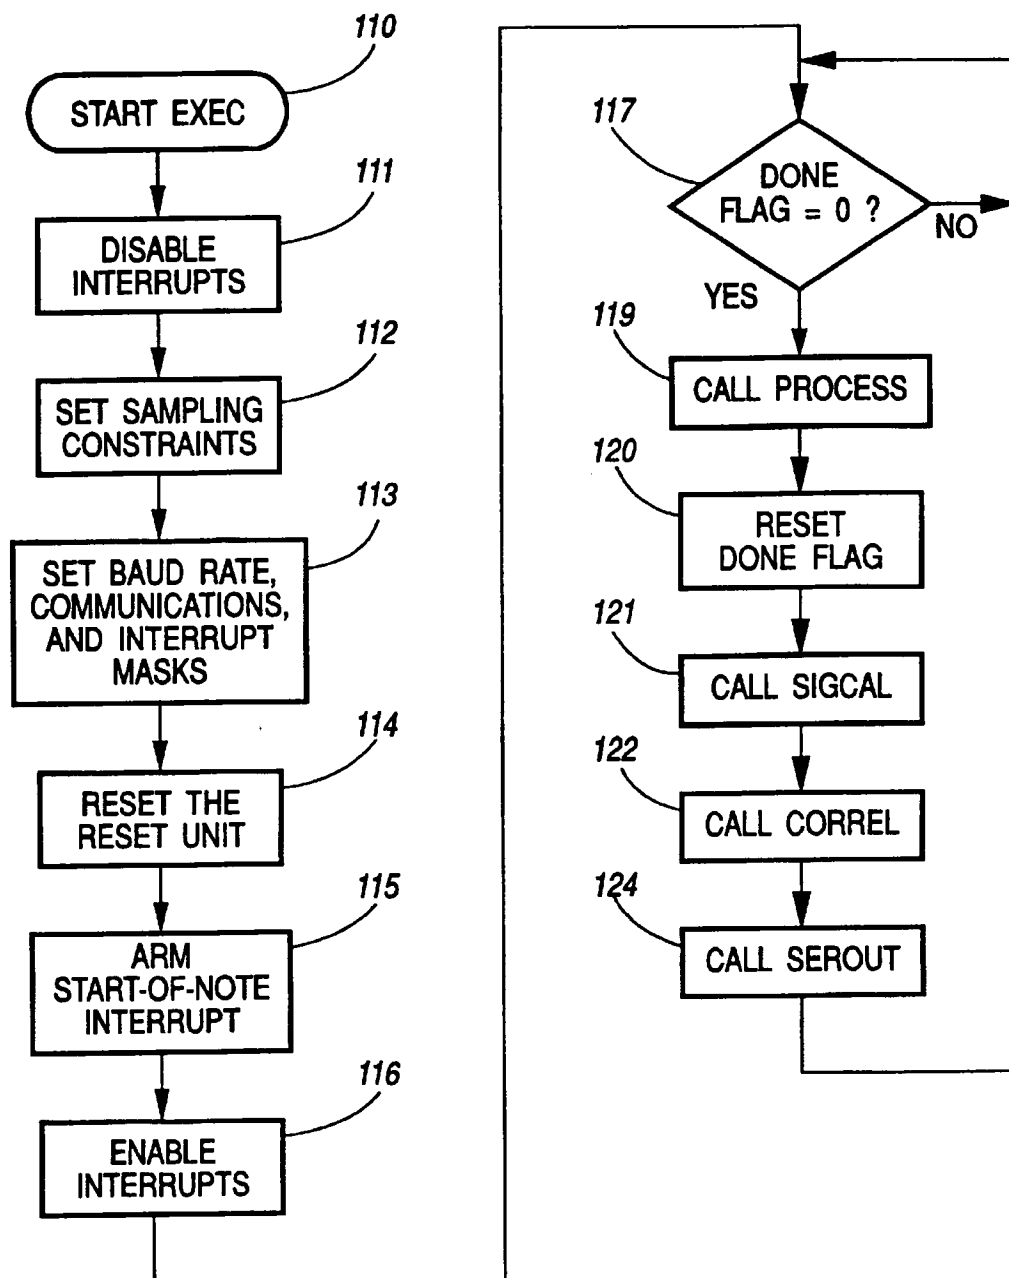 110
START EXEC
111
DISABLE
INTERRUPTS
112
SET SAMPLING
CONSTRAINTS
113
SET BAUD RATE,
COMMUNICATIONS,
AND INTERRUPT
MASKS
114
RESET THE
RESET UNIT
115
ARM
START-OF-NOTE
INTERRUPT
116
ENABLE
INTERRUPTS
117
DONE
FLAG = 0 ?
NO
YES
119
CALL PROCESS
120
RESET
DONE FLAG
121
CALL SIGCAL
122
CALL CORREL
124
CALL SEROUT